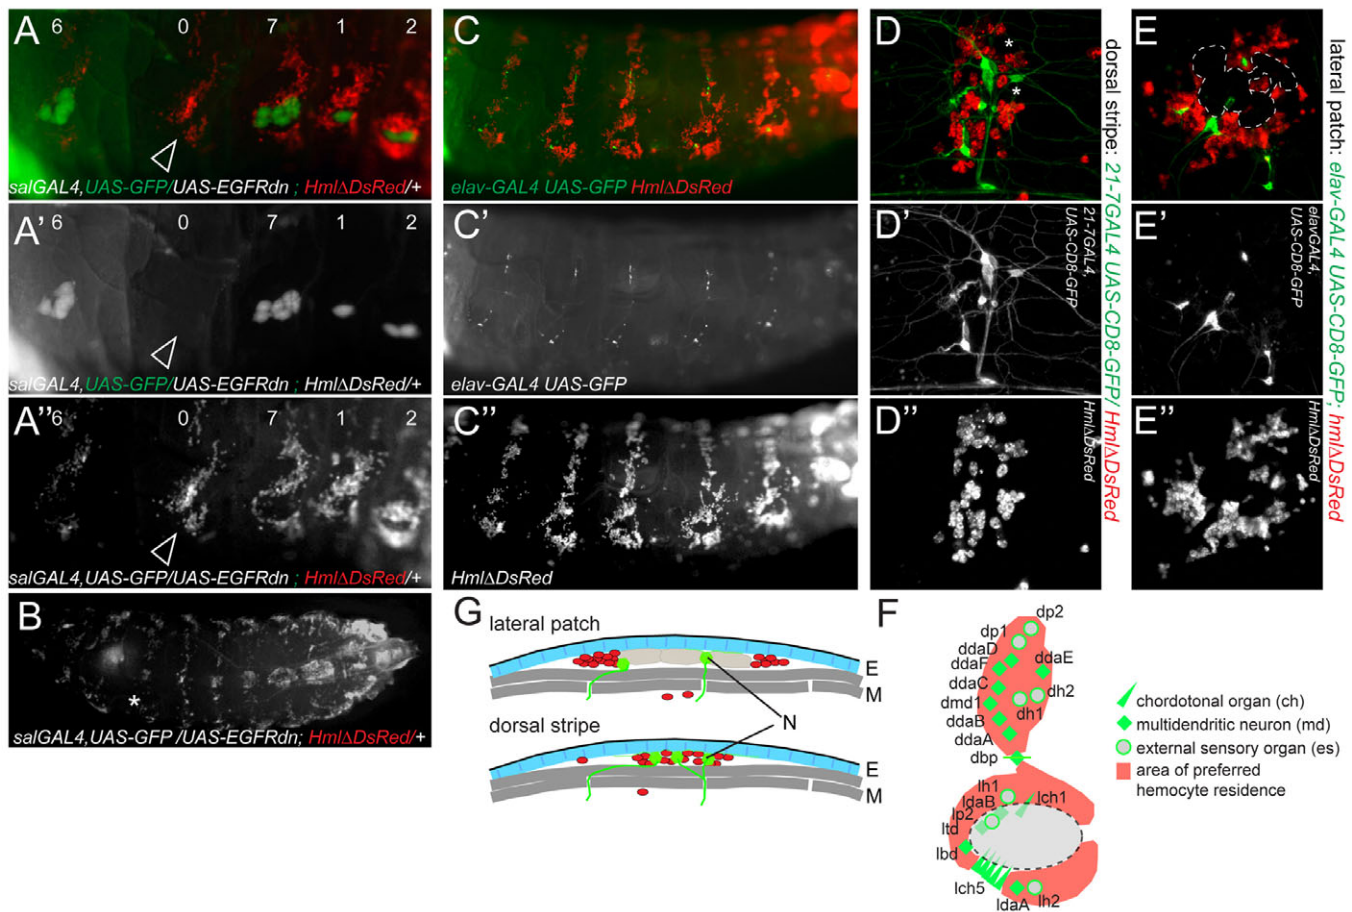 A
6 0 7 1 2
salGAL4,UAS-GFP/UAS-EGFRdn ; HmlΔDsRed/+
A'
6 0 7 1 2
salGAL4,UAS-GFP/UAS-EGFRdn ; HmlΔDsRed/+
A''
6 0 7 1 2
salGAL4,UAS-GFP/UAS-EGFRdn ; HmlΔDsRed/+
B
*
salGAL4,UAS-GFP /UAS-EGFRdn; HmlΔDsRed/+
C
elav-GAL4 UAS-GFP HmlΔDsRed
C'
elav-GAL4 UAS-GFP
C''
HmlΔDsRed
D
*
*
D'
21-7GAL4,
UAS-CD8-GFP
D''
HmlΔDsRed
dorsal stripe: 21-7GAL4 UAS-CD8-GFP/ HmlΔDsRed
E
E'
elavGAL4,
UAS-CD8-GFP
E''
HmlΔDsRed
lateral patch: elav-GAL4 UAS-CD8-GFP; hmlΔDsRed
G
lateral patch
E
M
N
dorsal stripe
E
M
F
dp2
dp1
ddaD
ddaF
ddaE
ddaC
dh2
dmd1
dh1
ddaB
ddaA
dbp
lh1
ldaB
lch1
lp2
ltd
lbd
lch5
lh2
ldaA
chordotonal organ (ch)
multidendritic neuron (md)
external sensory organ (es)
area of preferred
hemocyte residence